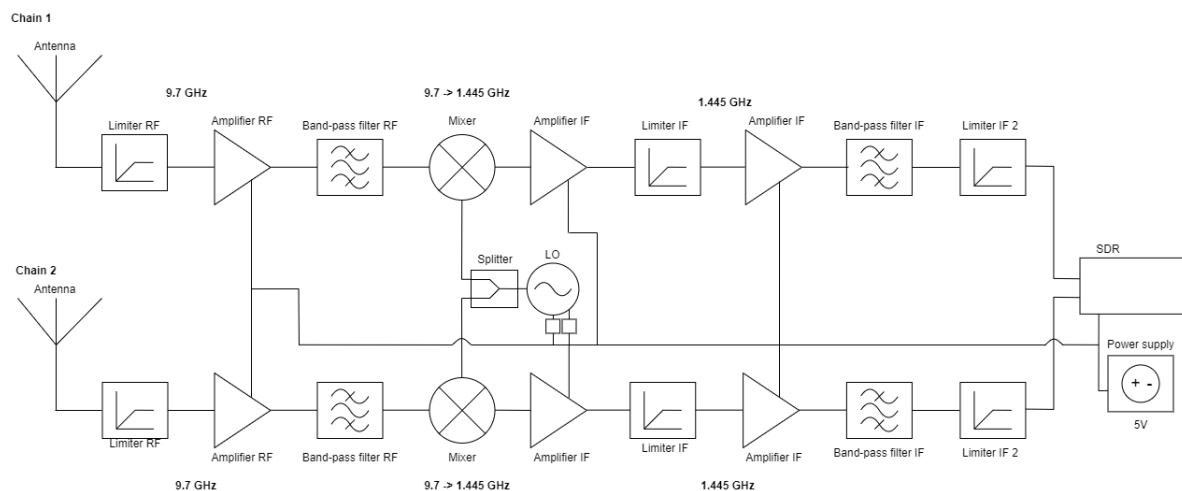 Chain 1
Antenna
9.7 GHz
9.7 -> 1.445 GHz
1.445 GHz
Limiter RF
Amplifier RF
Band-pass filter RF
Mixer
Amplifier IF
Limiter IF
Amplifier IF
Band-pass filter IF
Limiter IF 2
Splitter
LO
SDR
Chain 2
Antenna
Power supply
+ -
5V
Limiter RF
Amplifier RF
Band-pass filter RF
Mixer
Amplifier IF
Limiter IF
Amplifier IF
Band-pass filter IF
Limiter IF 2
9.7 GHz
9.7 -> 1.445 GHz
1.445 GHz